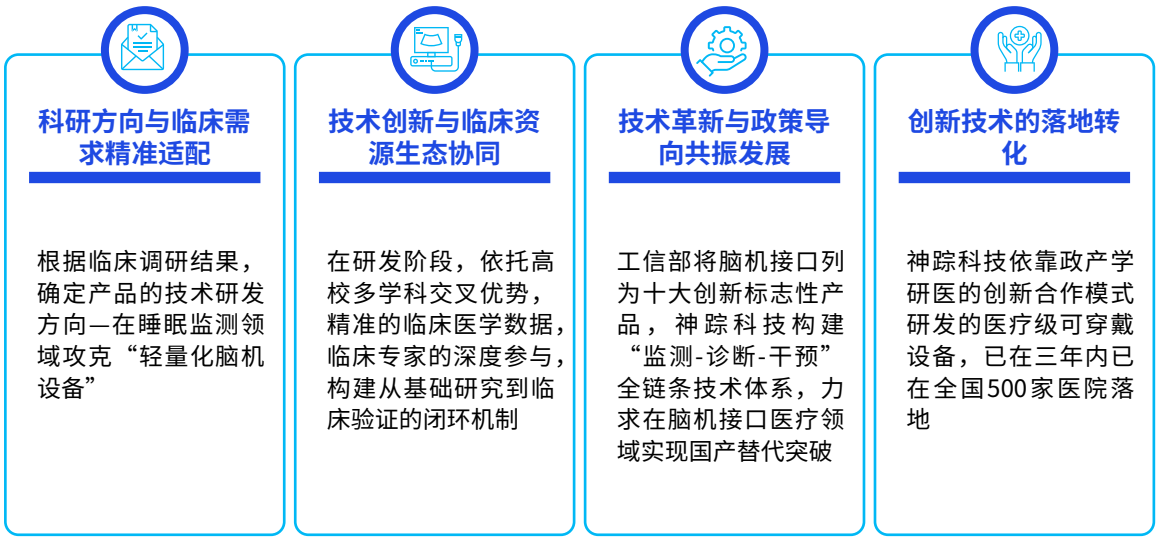 科研方向与临床需
求精准适配
根据临床调研结果，
确定产品的技术研发
方向—在睡眠监测领
域攻克“轻量化脑机
设备”
技术创新与临床资
源生态协同
在研发阶段，依托高
校多学科交叉优势，
精准的临床医学数据，
临床专家的深度参与，
构建从基础研究到临
床验证的闭环机制
技术革新与政策导
向共振发展
工信部将脑机接口列
为十大创新标志性产
品，神踪科技构建
“监测-诊断-干预”
全链条技术体系，力
求在脑机接口医疗领
域实现国产替代突破
创新技术的落地转
化
神踪科技依靠政产学
研医的创新合作模式
研发的医疗级可穿戴
设备，已在三年内已
在全国500家医院落
地